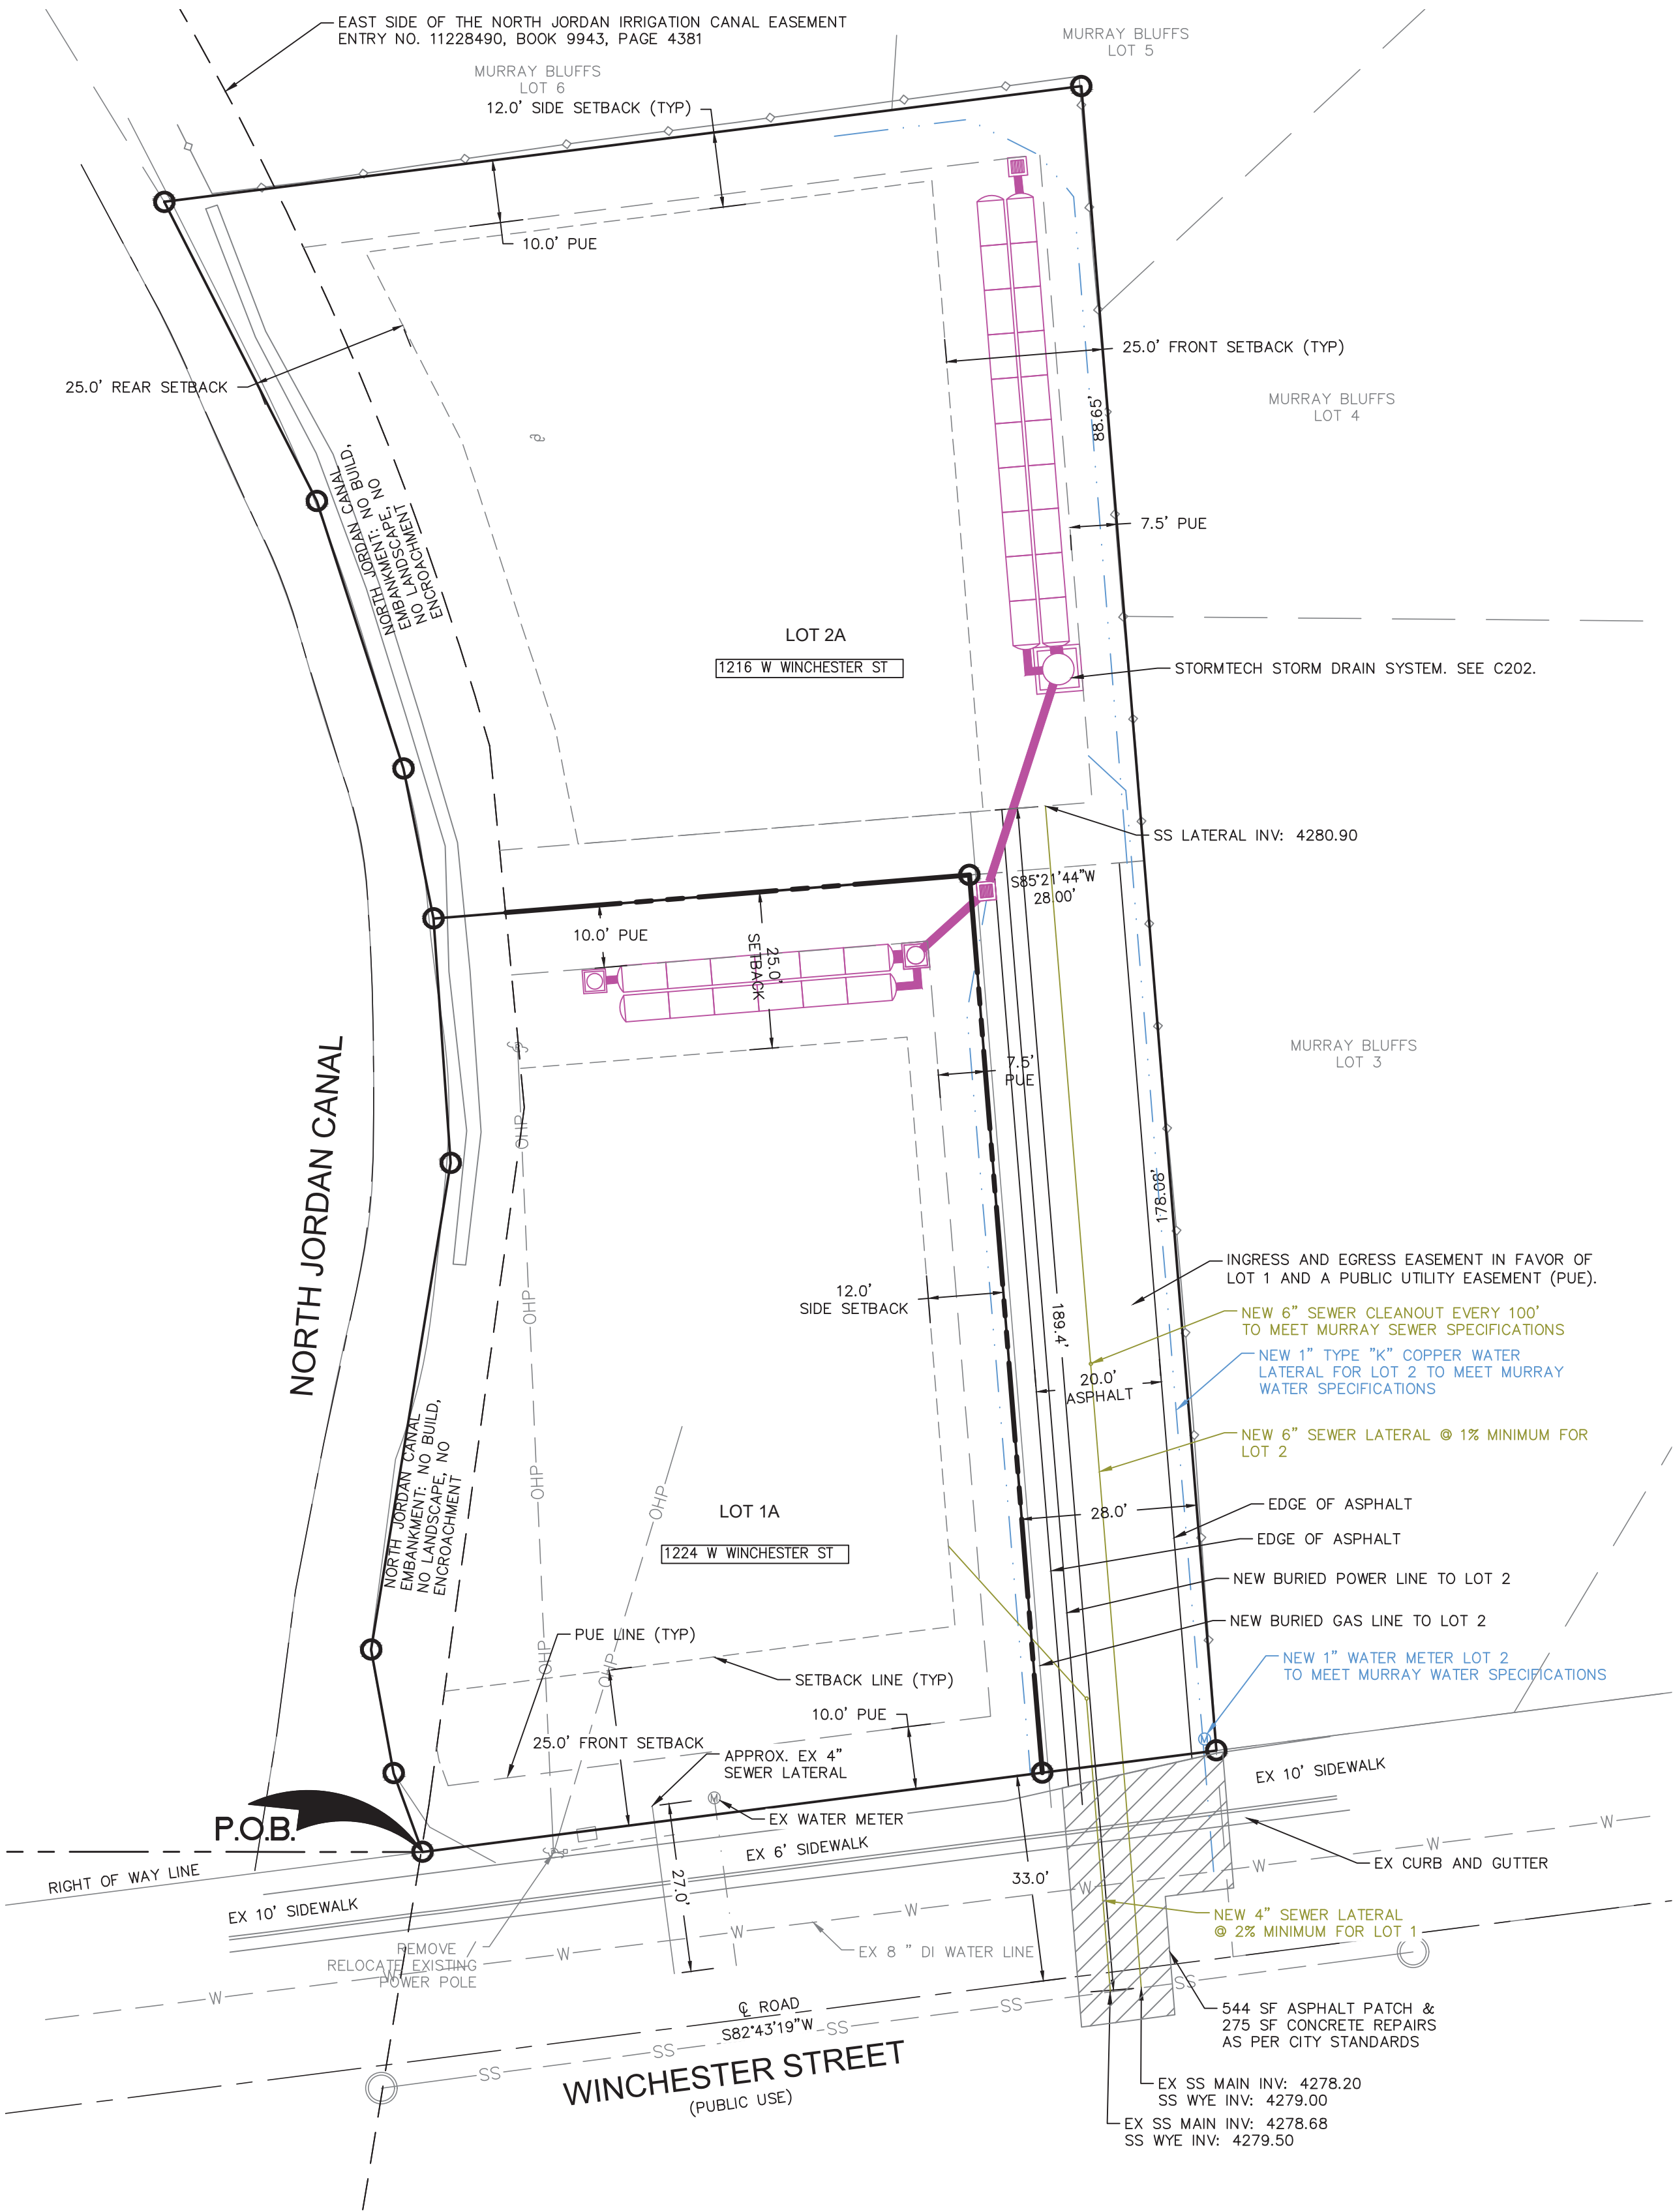 EAST SIDE OF THE NORTH JORDAN IRRIGATION CANAL EASEMENT
ENTRY NO. 11228490, BOOK 9943, PAGE 4381
MURRAY BLUFFS
LOT 5
MURRAY BLUFFS
LOT 6
12.0' SIDE SETBACK (TYP)
10.0' PUE
25.0' FRONT SETBACK (TYP)
25.0' REAR SETBACK
MURRAY BLUFFS
LOT 4
88.65'
NORTH JORDAN CANAL
EMBANKMENT: NO BUILD,
NO LANDSCAPE, NO
ENCROACHMENT
7.5' PUE
LOT 2A
1216 W WINCHESTER ST
STORMTECH STORM DRAIN SYSTEM. SEE C202.
SS LATERAL INV: 4280.90
S85°21'44"W
28.00'
10.0' PUE
25.0'
SETBACK
NORTH JORDAN CANAL
7.5'
PUE
MURRAY BLUFFS
LOT 3
OHP
178.08'
INGRESS AND EGRESS EASEMENT IN FAVOR OF
LOT 1 AND A PUBLIC UTILITY EASEMENT (PUE).
12.0'
SIDE SETBACK
OHP
189.4'
NEW 6" SEWER CLEANOUT EVERY 100'
TO MEET MURRAY SEWER SPECIFICATIONS
NEW 1" TYPE "K" COPPER WATER
LATERAL FOR LOT 2 TO MEET MURRAY
WATER SPECIFICATIONS
20.0'
ASPHALT
NORTH JORDAN CANAL
EMBANKMENT: NO BUILD,
NO LANDSCAPE, NO
ENCROACHMENT
NEW 6" SEWER LATERAL @ 1% MINIMUM FOR
LOT 2
OHP
OHP
LOT 1A
1224 W WINCHESTER ST
28.0'
EDGE OF ASPHALT
EDGE OF ASPHALT
NEW BURIED POWER LINE TO LOT 2
NEW BURIED GAS LINE TO LOT 2
PUE LINE (TYP)
OHP
OHP
SETBACK LINE (TYP)
NEW 1" WATER METER LOT 2
TO MEET MURRAY WATER SPECIFICATIONS
10.0' PUE
25.0' FRONT SETBACK
APPROX. EX 4"
SEWER LATERAL
M
M
EX 10' SIDEWALK
P.O.B.
EX WATER METER
EX 6' SIDEWALK
EX CURB AND GUTTER
RIGHT OF WAY LINE
EX 10' SIDEWALK
27.0'
33.0'
W
W
W
W
W
W
W
W
NEW 4" SEWER LATERAL
@ 2% MINIMUM FOR LOT 1
REMOVE
RELOCATE EXISTING
POWER POLE
W
EX 8 " DI WATER LINE
℄ ROAD
S82°43'19"W
SS
SS
SS
SS
SS
544 SF ASPHALT PATCH &
275 SF CONCRETE REPAIRS
AS PER CITY STANDARDS
WINCHESTER STREET
(PUBLIC USE)
EX SS MAIN INV: 4278.20
SS WYE INV: 4279.00
EX SS MAIN INV: 4278.68
SS WYE INV: 4279.50